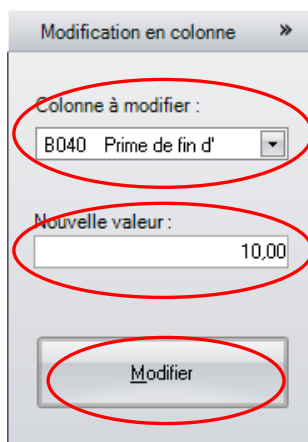 Modification en colonne »
Colonne à modifier :
B040 Prime de fin d'
Nouvelle valeur :
10,00
Modifier